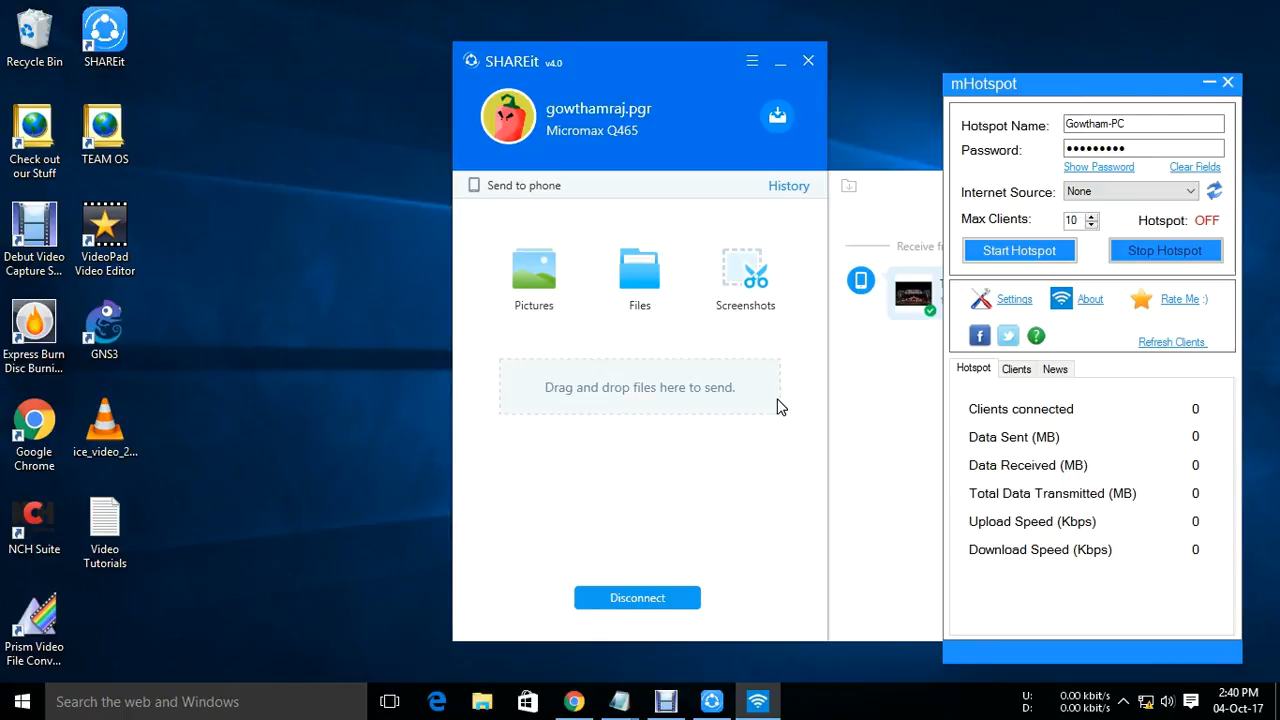 Recycle Bin
SHAREit
Check out
our Stuff
TEAM OS
Debut Video
Capture S...
VideoPad
Video Editor
Express Burn
Disc Burni...
GNS3
Google
Chrome
ice_video_2...
NCH Suite
Video
Tutorials
Prism Video
File Conv...
SHAREit v4.0
gowthamraj.pgr
Micromax Q465
Send to phone
History
Pictures
Files
Screenshots
Drag and drop files here to send.
Disconnect
Receive f
mHotspot
Hotspot Name: Gowtham-PC
Password: •••••••••
Show Password
Clear Fields
Internet Source: None
Max Clients: 10
Hotspot: OFF
Start Hotspot
Stop Hotspot
Settings
About
Rate Me :)
Refresh Clients
Hotspot
Clients
News
Clients connected 0
Data Sent (MB) 0
Data Received (MB) 0
Total Data Transmitted (MB) 0
Upload Speed (Kbps) 0
Download Speed (Kbps) 0
Search the web and Windows
U: 0.00 kbit/s
D: 0.00 kbit/s
2:40 PM
04-Oct-17